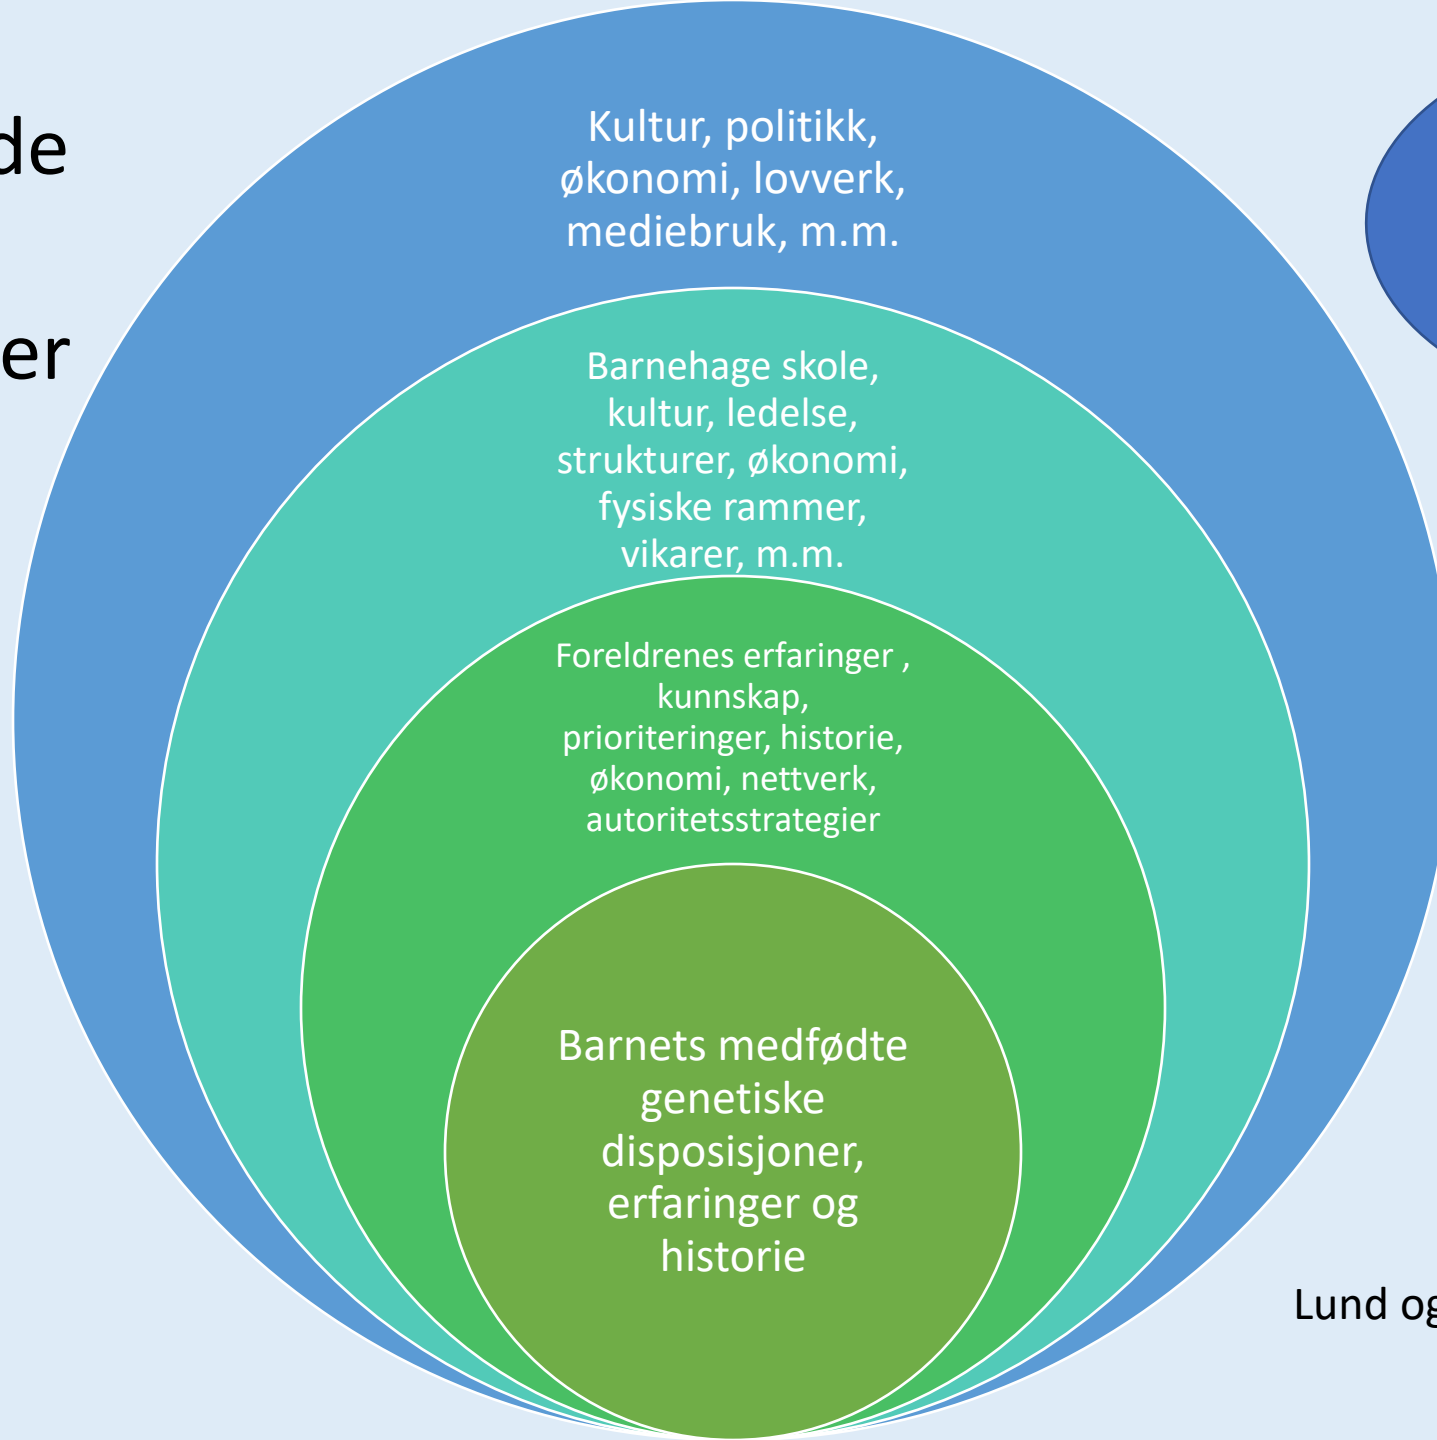 de
er
Kultur, politikk,
økonomi, lovverk,
mediebruk, m.m.
Barnehage skole,
kultur, ledelse,
strukturer, økonomi,
fysiske rammer,
vikarer, m.m.
Foreldrenes erfaringer ,
kunnskap,
prioriteringer, historie,
økonomi, nettverk,
autoritetsstrategier
Barnets medfødte
genetiske
disposisjoner,
erfaringer og
historie
Lund og